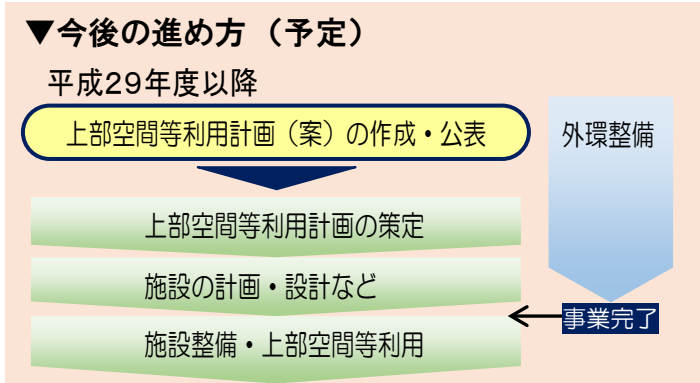 ▼今後の進め方（予定）
平成29年度以降
上部空間等利用計画（案）の作成・公表
外環整備
上部空間等利用計画の策定
施設の計画・設計など
事業完了
施設整備・上部空間等利用